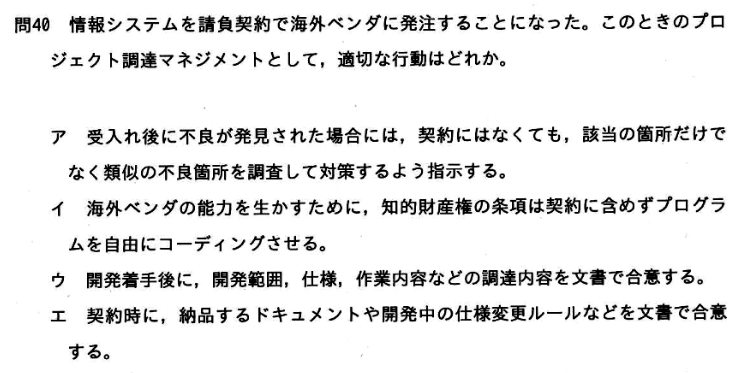 問40 情報システムを請負契約で海外ベンダに発注することになった。このときのプロ
ジェクト調達マネジメントとして，適切な行動はどれか。
ア 受入れ後に不良が発見された場合には，契約にはなくても，該当の箇所だけで
なく類似の不良箇所を調査して対策するよう指示する。
イ 海外ベンダの能力を生かすために，知的財産権の条項は契約に含めずプログラ
ムを自由にコーディングさせる。
ウ 開発着手後に，開発範囲，仕様，作業内容などの調達内容を文書で合意する。
エ 契約時に，納品するドキュメントや開発中の仕様変更ルールなどを文書で合意
する。